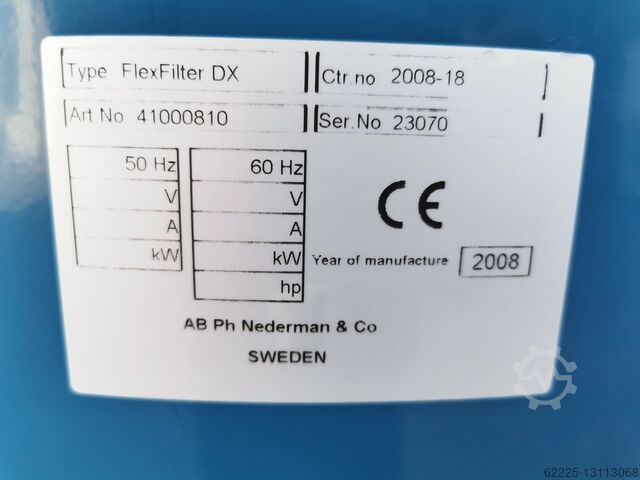 Type FlexFilter DX
Ctr.no 2008-18
Art No 41000810
Ser.No 23070
50 Hz 60 Hz
V V
A A
kW kW
hp
CE
Year of manufacture 2008
AB Ph Nederman & Co
SWEDEN
62225-13113068